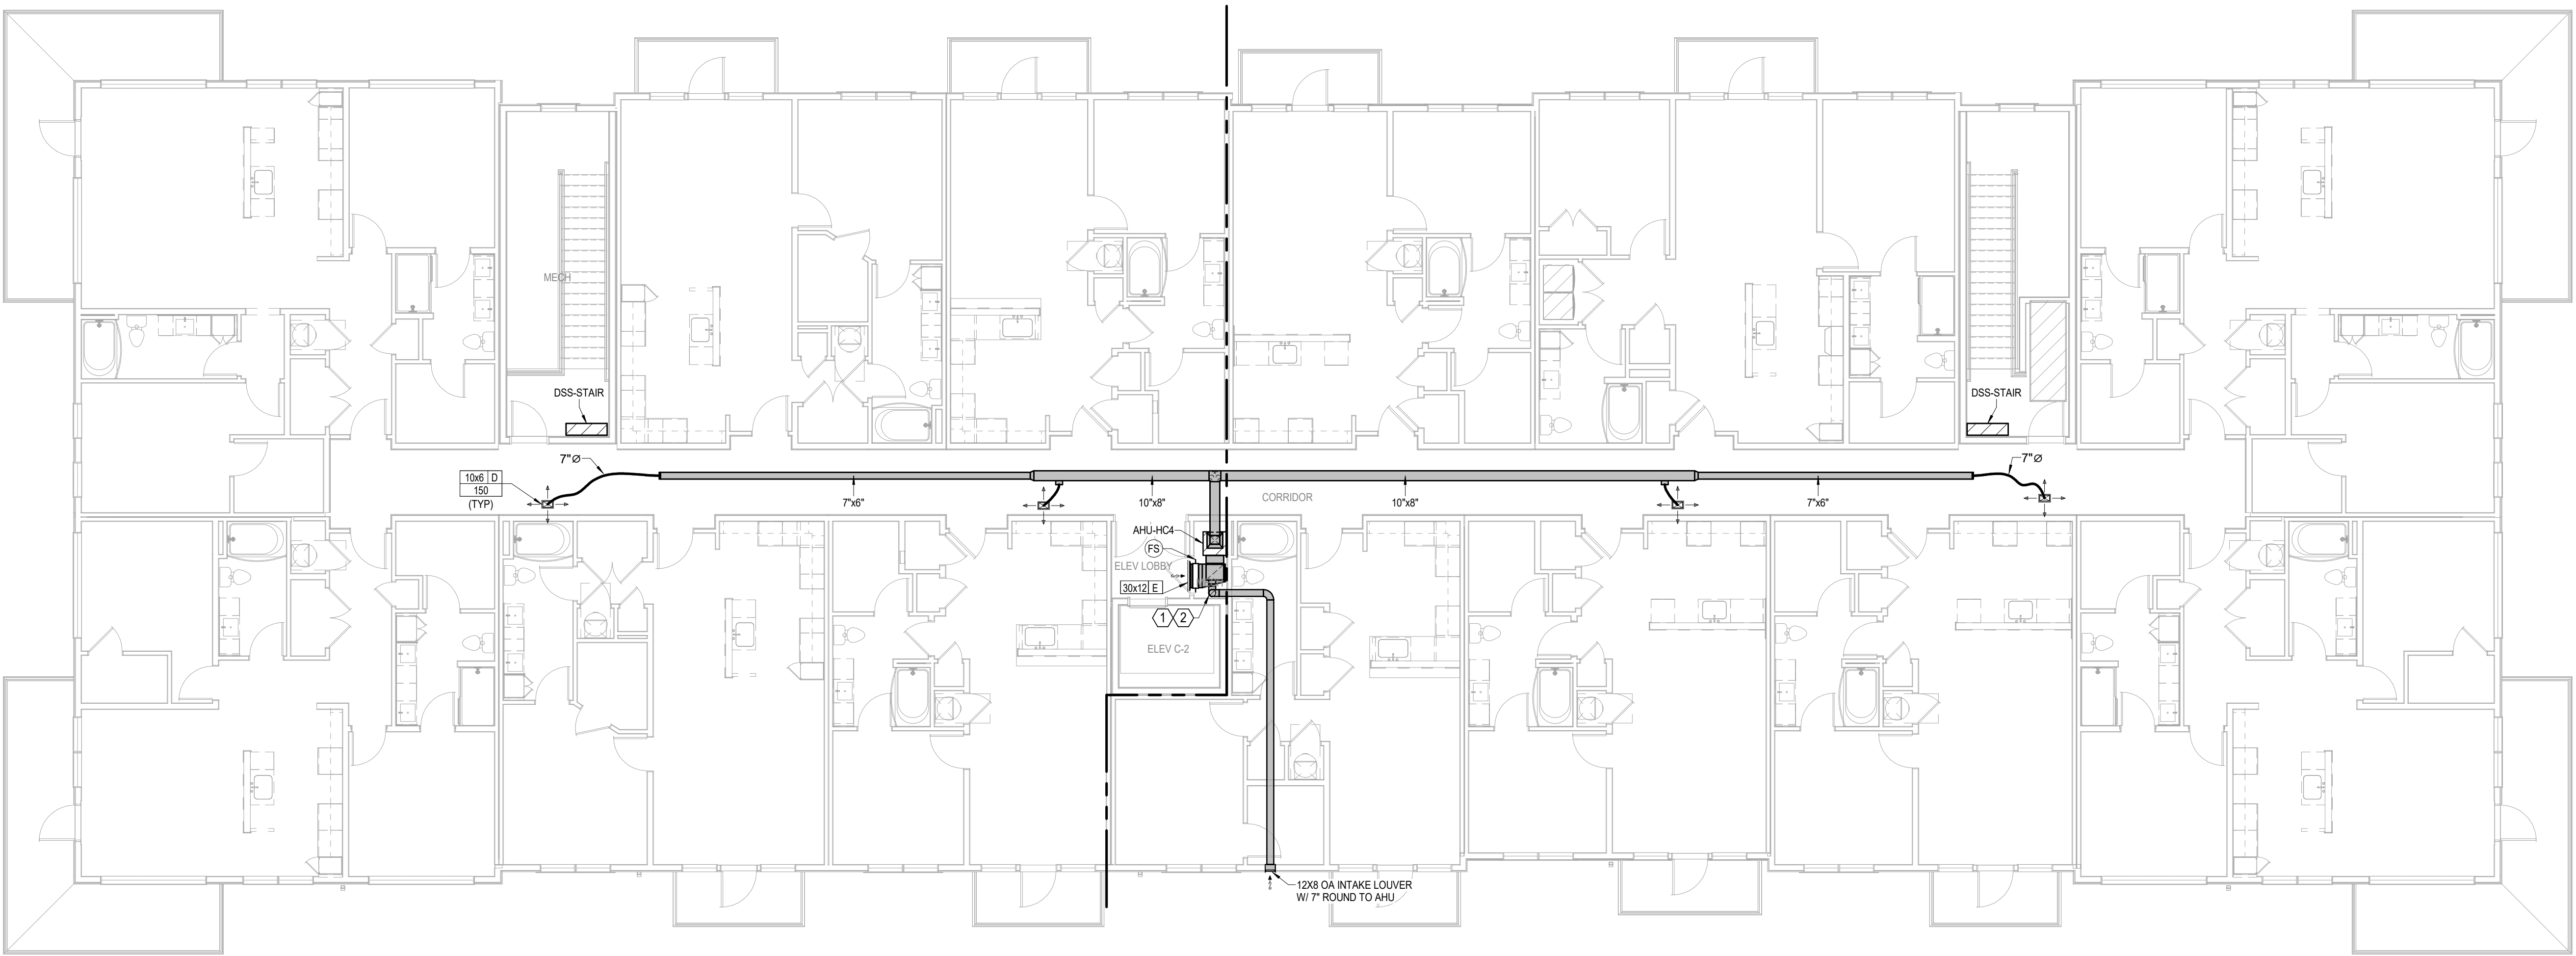 MECH
DSS-STAIR
DSS-STAIR
7"Ø
7"Ø
10x6 D
150
(TYP)
7"x6"
10"x8"
CORRIDOR
10"x8"
7"x6"
AHU-HC4
FS
ELEV LOBBY
30x12 E
1 2
ELEV C-2
12X8 OA INTAKE LOUVER
W/ 7" ROUND TO AHU